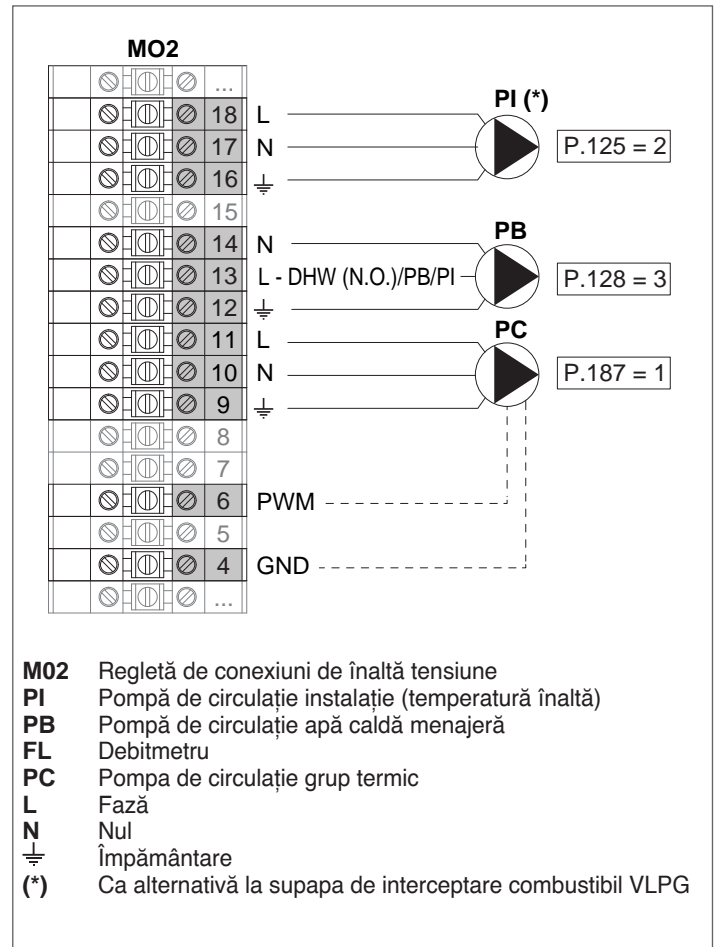 MO2
...
18 L
PI (*)
17 N
P.125 = 2
16 ⏚
15
14 N
PB
13 L - DHW (N.O.)/PB/PI
P.128 = 3
12 ⏚
11 L
PC
10 N
P.187 = 1
9 ⏚
8
7
6 PWM
5
4 GND
...
M02 Regletă de conexiuni de înaltă tensiune
PI Pompă de circulație instalație (temperatură înaltă)
PB Pompă de circulație apă caldă menajeră
FL Debitmetru
PC Pompa de circulație grup termic
L Fază
N Nul
⏚ Împământare
(*) Ca alternativă la supapa de interceptare combustibil VLPG